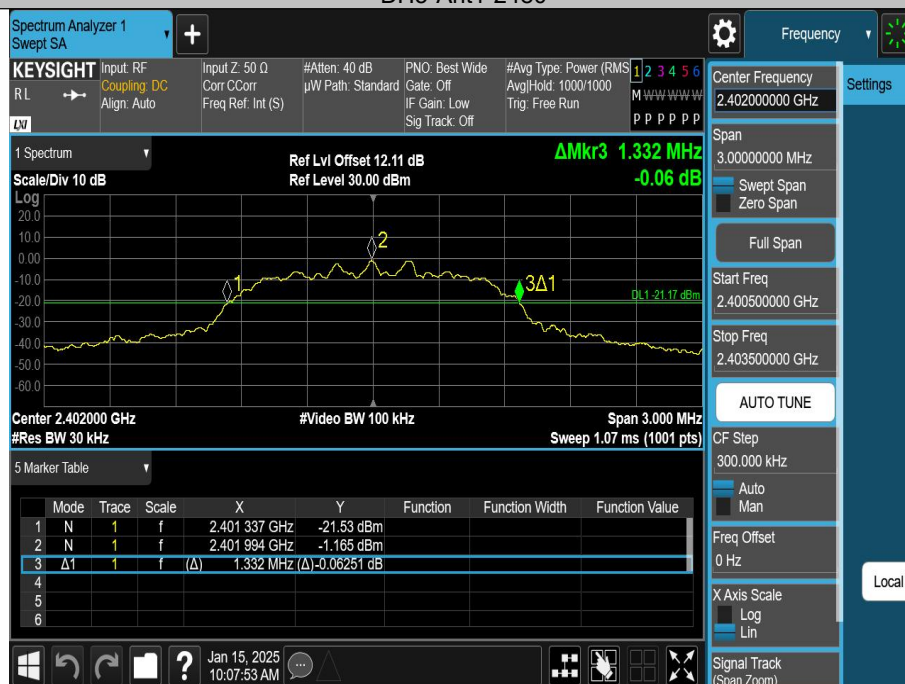 Spectrum Analyzer 1
Swept SA
+
Frequency
KEYSIGHT
RL
LXI
Input: RF
Coupling: DC
Align: Auto
Input Z: 50 Ω
Corr CCorr
Freq Ref: Int (S)
#Atten: 40 dB
µW Path: Standard
PNO: Best Wide
Gate: Off
IF Gain: Low
Sig Track: Off
#Avg Type: Power (RMS
Avg|Hold: 1000/1000
Trig: Free Run
1 2 3 4 5 6
M W W W W W
P P P P P P
1 Spectrum
Scale/Div 10 dB
Log
Ref Lvl Offset 12.11 dB
Ref Level 30.00 dBm
ΔMkr3 1.332 MHz
-0.06 dB
20.0
10.0
0.00
-10.0
-20.0
-30.0
-40.0
-50.0
-60.0
1
2
3Δ1
DL1 -21.17 dBm
Center 2.402000 GHz
#Res BW 30 kHz
#Video BW 100 kHz
Span 3.000 MHz
Sweep 1.07 ms (1001 pts)
5 Marker Table
Mode Trace Scale X Y Function Function Width Function Value
1 N 1 f 2.401 337 GHz -21.53 dBm
2 N 1 f 2.401 994 GHz -1.165 dBm
3 Δ1 1 f (Δ) 1.332 MHz (Δ) -0.06251 dB
4
5
6
?
Jan 15, 2025
10:07:53 AM
Center Frequency
2.402000000 GHz
Settings
Span
3.00000000 MHz
Swept Span
Zero Span
Full Span
Start Freq
2.400500000 GHz
Stop Freq
2.403500000 GHz
AUTO TUNE
CF Step
300.000 kHz
Auto
Man
Freq Offset
0 Hz
Local
X Axis Scale
Log
Lin
Signal Track
(Span Zoom)